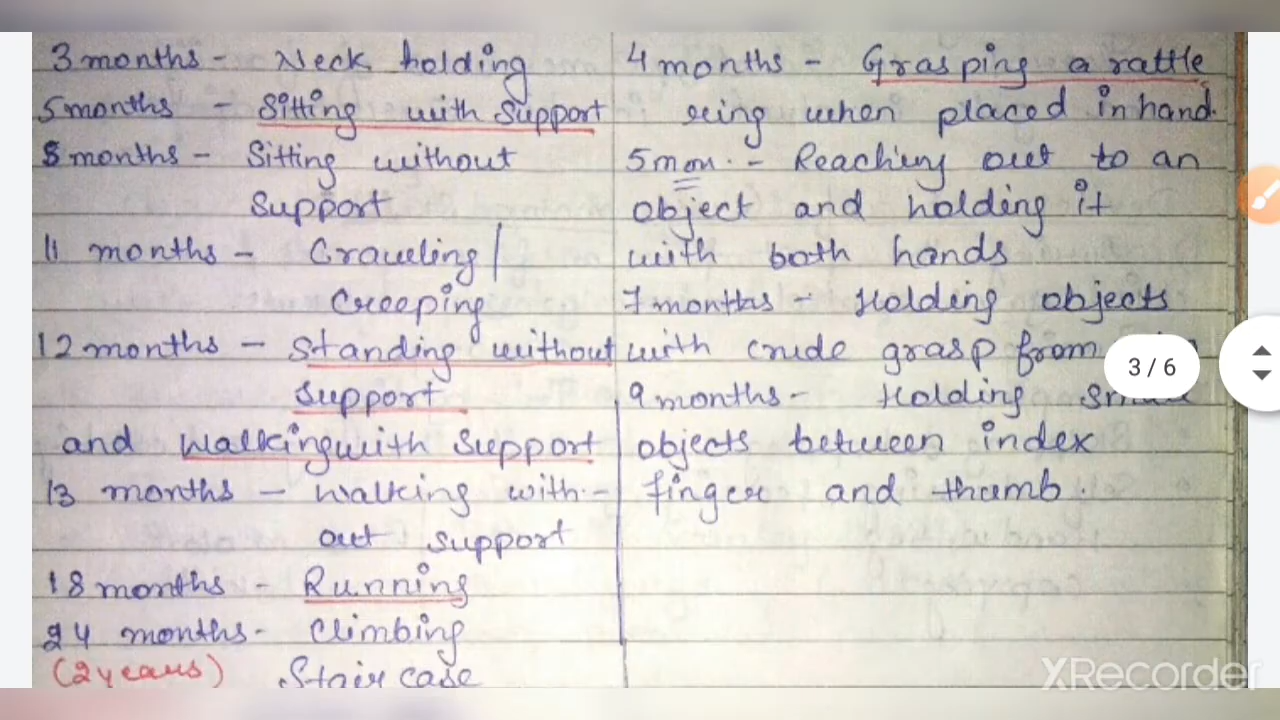 3 months - Neck holding
5 months - Sitting with support
8 months - Sitting without
support
11 months - Crawling/
Creeping
12 months - Standing without
support
and Walking with support
13 months - Walking with-
out support
18 months - Running
24 months - Climbing
(2 years) Stair case
4 months - Grasping a rattle
when placed in hand.
5 mon. - Reaching out to an
object and holding it
with both hands
7 months - Holding objects
with crude grasp from
9 months - Holding small
objects between index
finger and thumb.
3 / 6
XRecorder